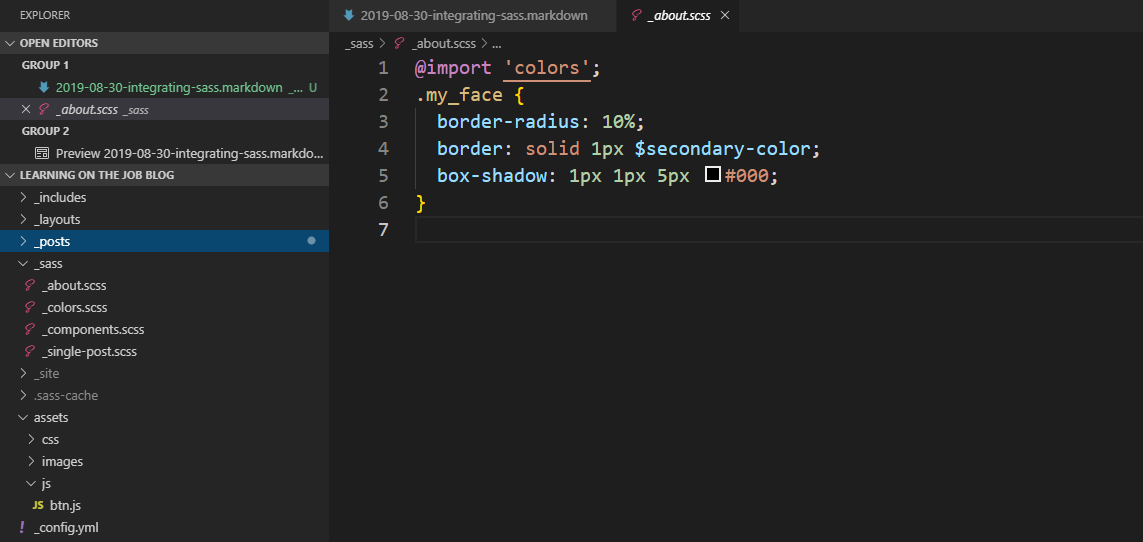 EXPLORER
OPEN EDITORS
GROUP 1
2019-08-30-integrating-sass.markdown _... U
_about.scss _sass
GROUP 2
Preview 2019-08-30-integrating-sass.markdo...
LEARNING ON THE JOB BLOG
_includes
_layouts
_posts
_sass
_about.scss
_colors.scss
_components.scss
_single-post.scss
_site
.sass-cache
assets
css
images
js
JS btn.js
! _config.yml
2019-08-30-integrating-sass.markdown
_about.scss
_sass > _about.scss > ...
1 @import 'colors';
2 .my_face {
3 border-radius: 10%;
4 border: solid 1px $secondary-color;
5 box-shadow: 1px 1px 5px #000;
6 }
7